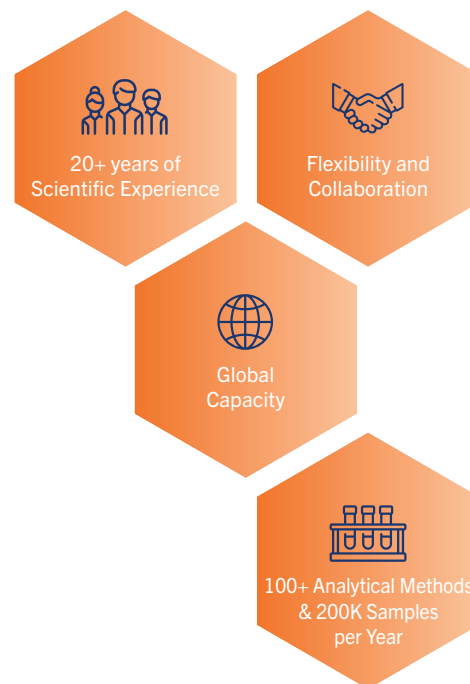 20+ years of
Scientific Experience
Flexibility and
Collaboration
Global
Capacity
100+ Analytical Methods
& 200K Samples
per Year